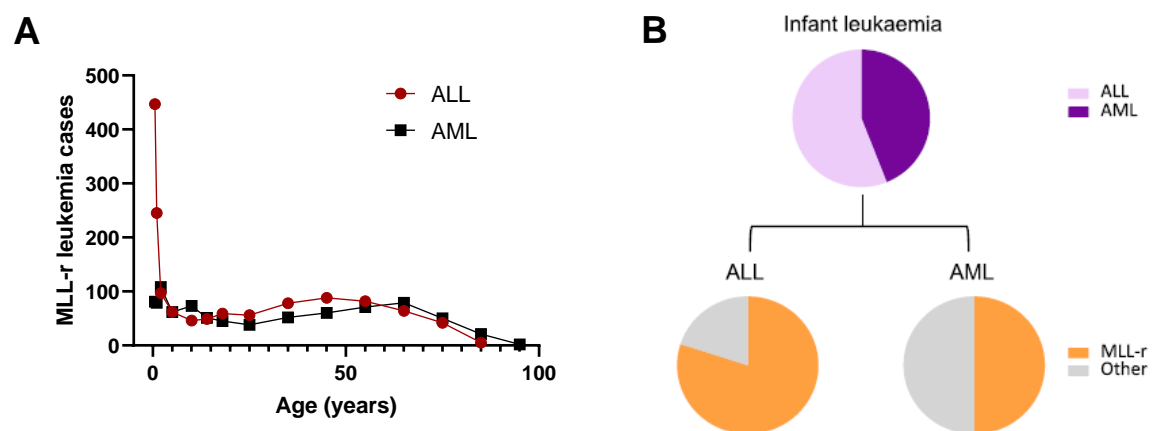 A
MLL-r leukemia cases
500
400
300
200
100
0
0
50
100
Age (years)
ALL
AML
B
Infant leukaemia
ALL
AML
ALL
AML
MLL-r
Other